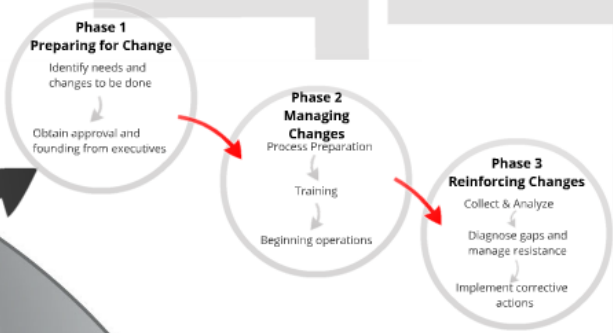 Phase 1
Preparing for Change
Identify needs and
changes to be done
Obtain approval and
founding from executives
Phase 2
Managing
Changes
Process Preparation
Training
Beginning operations
Phase 3
Reinforcing Changes
Collect & Analyze
Diagnose gaps and
manage resistance
Implement corrective
actions